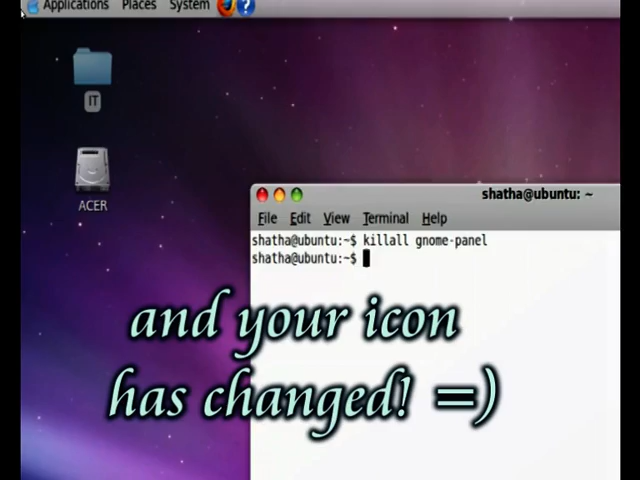 Applications Places System
IT
ACER
shatha@ubuntu: ~
File Edit View Terminal Help
shatha@ubuntu:~$ killall gnome-panel
shatha@ubuntu:~$
and your icon
has changed! =)